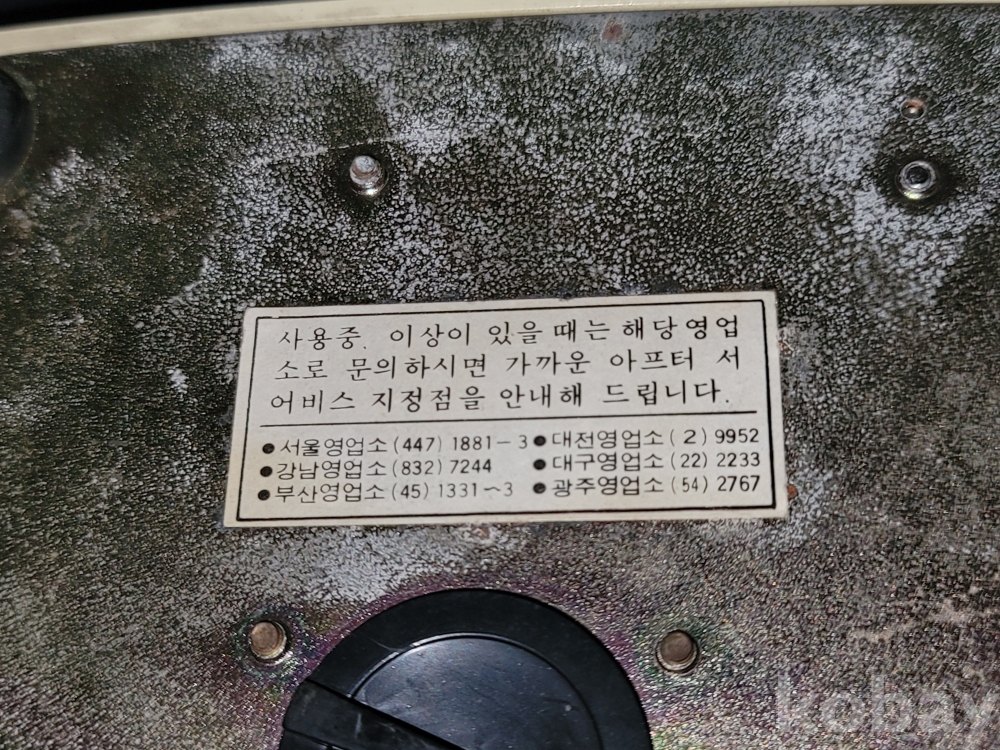 사용중. 이상이 있을 때는 해당영업
소로 문의하시면 가까운 아프터 서
어비스 지정점을 안내해 드립니다.
●서울영업소(447) 1881－3 ●대전영업소(2) 9952
●강남영업소(832) 7244 ●대구영업소(22) 2233
●부산영업소(45) 1331~3 ●광주영업소(54) 2767
kobay